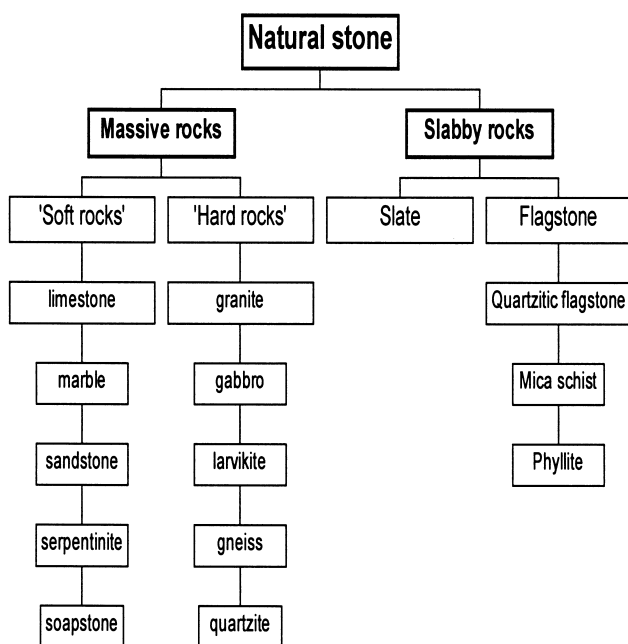 Natural stone
Massive rocks
Slabby rocks
'Soft rocks'
'Hard rocks'
Slate
Flagstone
limestone
granite
Quartzitic flagstone
marble
gabbro
Mica schist
sandstone
larvikite
Phyllite
serpentinite
gneiss
soapstone
quartzite